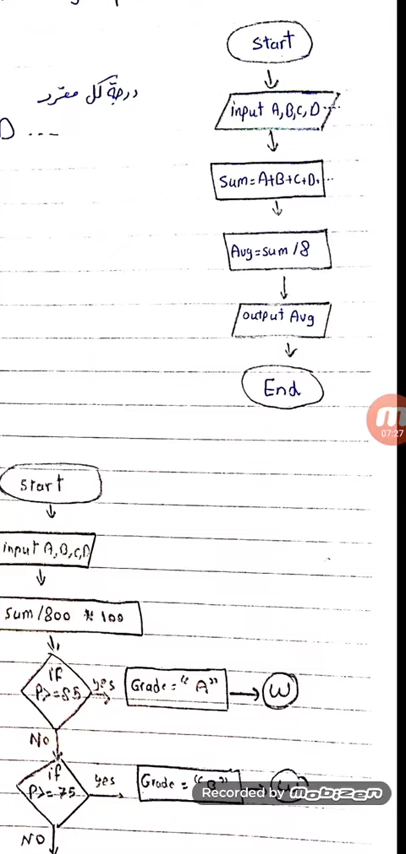 Start
درجة كل مقرر
D ...
input A, B, C, D ...
Sum = A+B+C+D...
Avg = sum / 8
output Avg
End
07:27
Start
input A, B, C, D
Sum/800 * 100
if
P>=85
yes
Grade = "A"
W
No
if
P>=75
yes
Grade =
Recorded by mobizen
NO